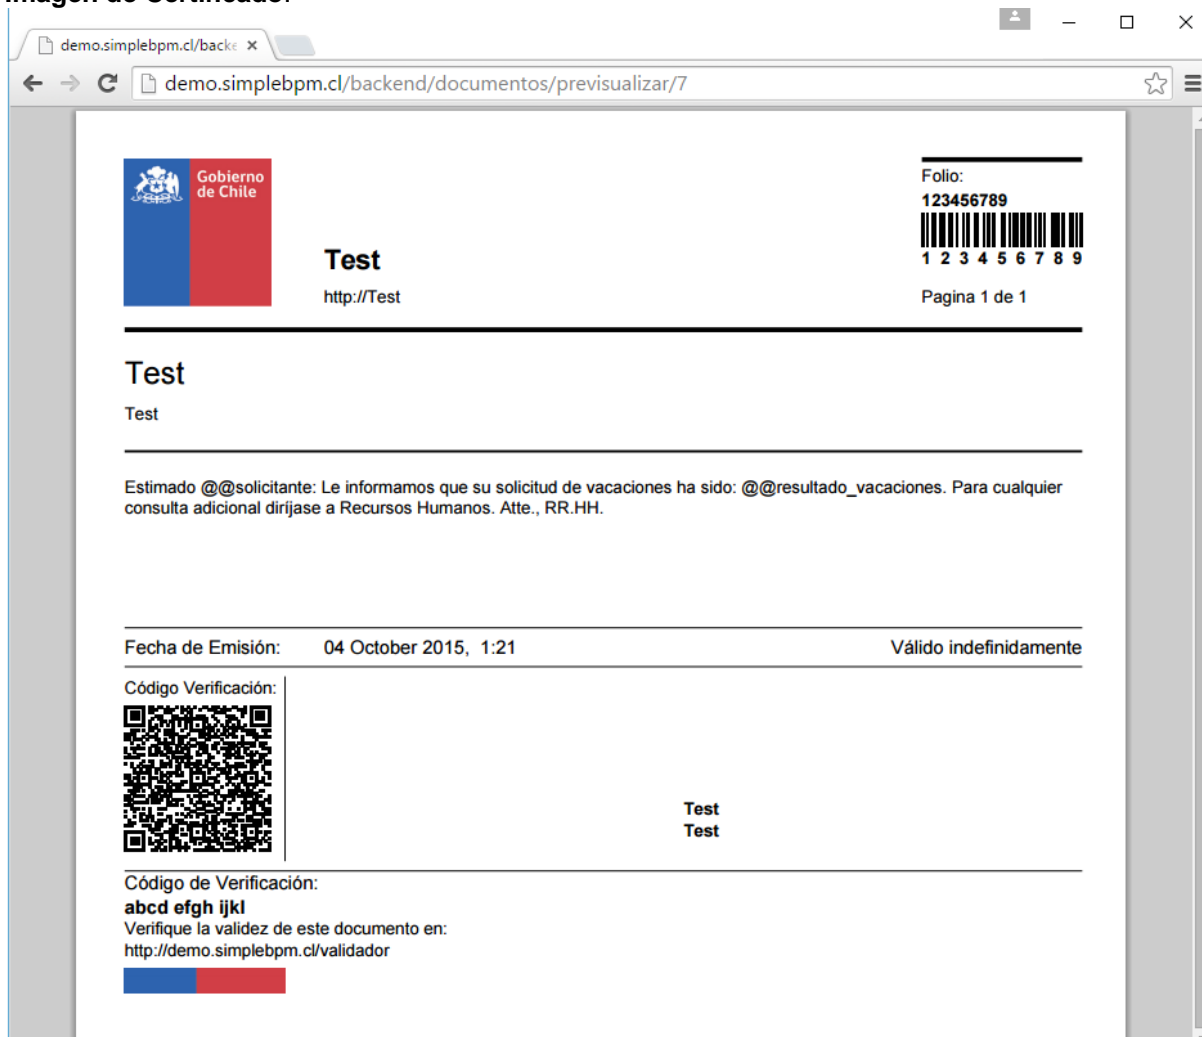 Imagen de Certificado:
demo.simplebpm.cl/backe
demo.simplebpm.cl/backend/documentos/previsualizar/7
Gobierno
de Chile
Folio:
123456789
1 2 3 4 5 6 7 8 9
Test
http://Test
Pagina 1 de 1
Test
Test
Estimado @@solicitante: Le informamos que su solicitud de vacaciones ha sido: @@resultado_vacaciones. Para cualquier
consulta adicional diríjase a Recursos Humanos. Atte., RR.HH.
Fecha de Emisión: 04 October 2015, 1:21 Válido indefinidamente
Código Verificación:
Test
Test
Código de Verificación:
abcd efgh ijkl
Verifique la validez de este documento en:
http://demo.simplebpm.cl/validador